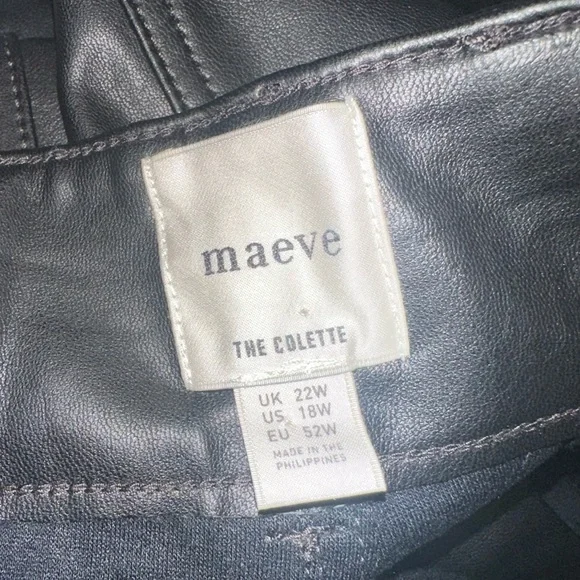 maeve
THE COLETTE
UK 22W
US 18W
EU 52W
MADE IN THE
PHILIPPINES